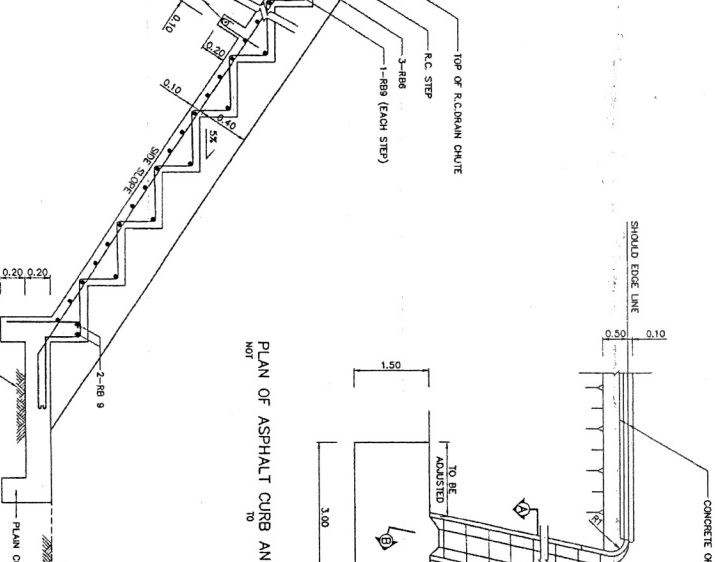 TOP OF R.C.DRAIN CHUTE
R.C. STEP
3-RB6
1-RB9 (EACH STEP)
0.10
0.20
0.10
0.40
5%
SIDE SLOPE
0.20 0.20
2-RB 9
PLAIN C
PLAN OF ASPHALT CURB AN
NOT TO
SHOULD EDGE LINE
0.50
0.10
CONCRETE OR
R1
1.50
TO BE
ADJUSTED
3.00
A
B